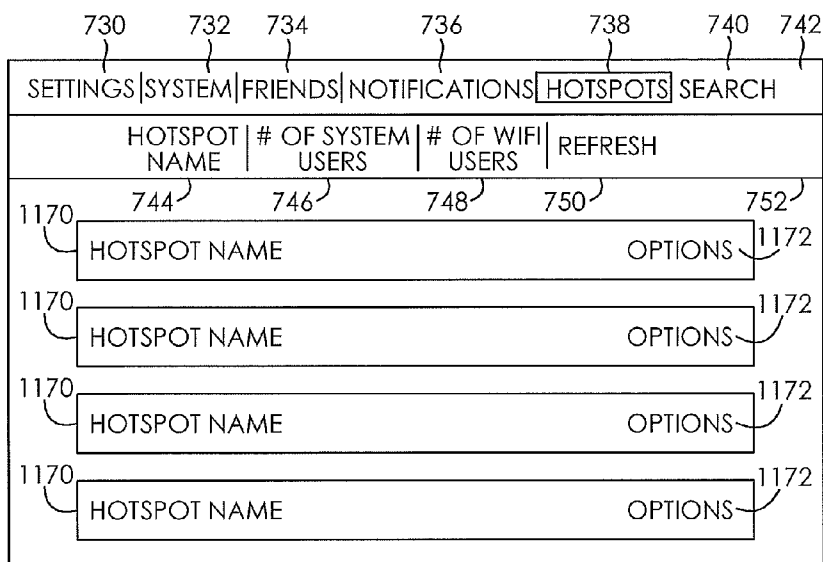 730 732 734 736 738 740 742
SETTINGS|SYSTEM|FRIENDS|NOTIFICATIONS HOTSPOTS SEARCH
HOTSPOT NAME | # OF SYSTEM USERS | # OF WIFI USERS | REFRESH
744 746 748 750 752
1170 HOTSPOT NAME OPTIONS 1172
1170 HOTSPOT NAME OPTIONS 1172
1170 HOTSPOT NAME OPTIONS 1172
1170 HOTSPOT NAME OPTIONS 1172